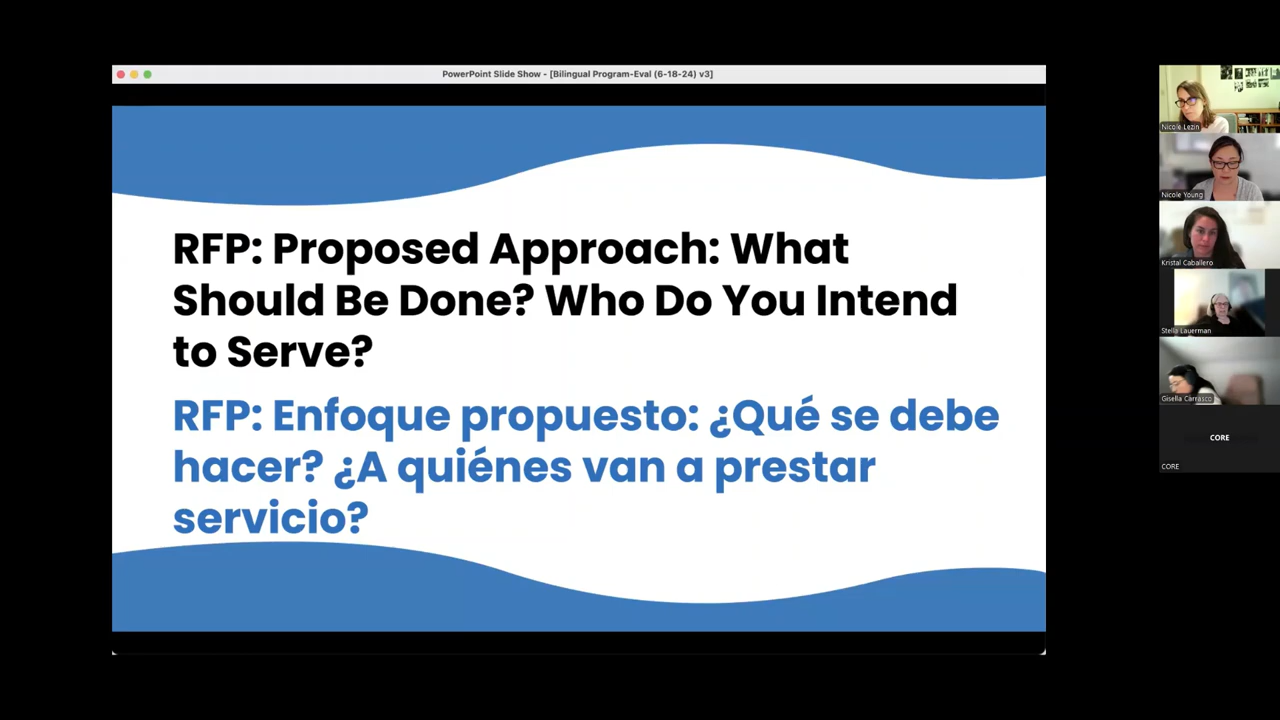 PowerPoint Slide Show - [Bilingual Program-Eval (6-18-24) v3]
RFP: Proposed Approach: What
Should Be Done? Who Do You Intend
to Serve?
RFP: Enfoque propuesto: ¿Qué se debe
hacer? ¿A quiénes van a prestar
servicio?
Nicole Lezin
Nicole Young
Kristal Caballero
Stella Lauerman
Gisella Carrasco
CORE
CORE